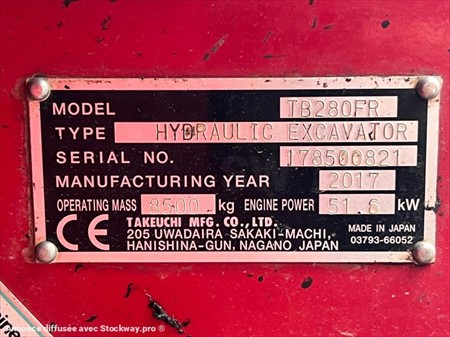 MODEL TB280FR
TYPE HYDRAULIC EXCAVATOR
SERIAL NO. 178500821
MANUFACTURING YEAR 2017
OPERATING MASS 8500 kg ENGINE POWER 51.6 kW
CE TAKEUCHI MFG. CO., LTD.
205 UWADAIRA SAKAKI-MACHI,
HANISHINA-GUN, NAGANO JAPAN
MADE IN JAPAN
03793-66052
Annonce diffusée avec Stockway.pro ®